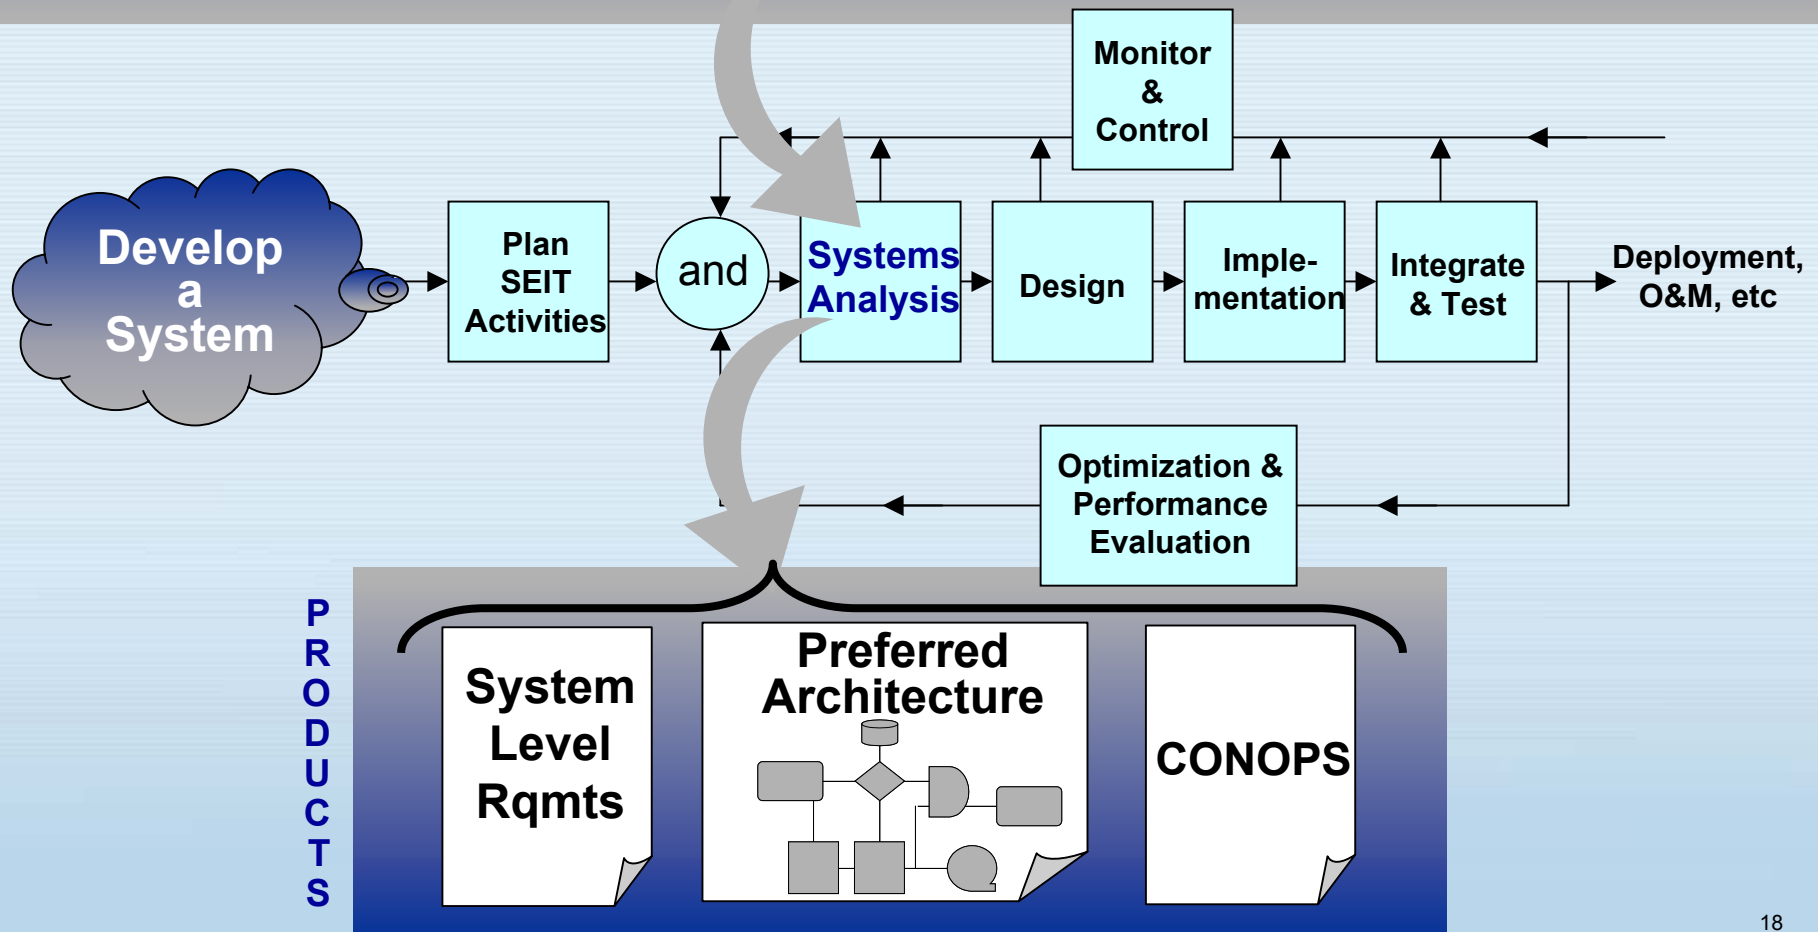 Monitor
&
Control
Develop
a
System
Plan
SEIT
Activities
and
Systems
Analysis
Design
Imple-
mentation
Integrate
& Test
Deployment,
O&M, etc
Optimization &
Performance
Evaluation
PRODUCTS
System
Level
Rqmts
Preferred
Architecture
CONOPS
18